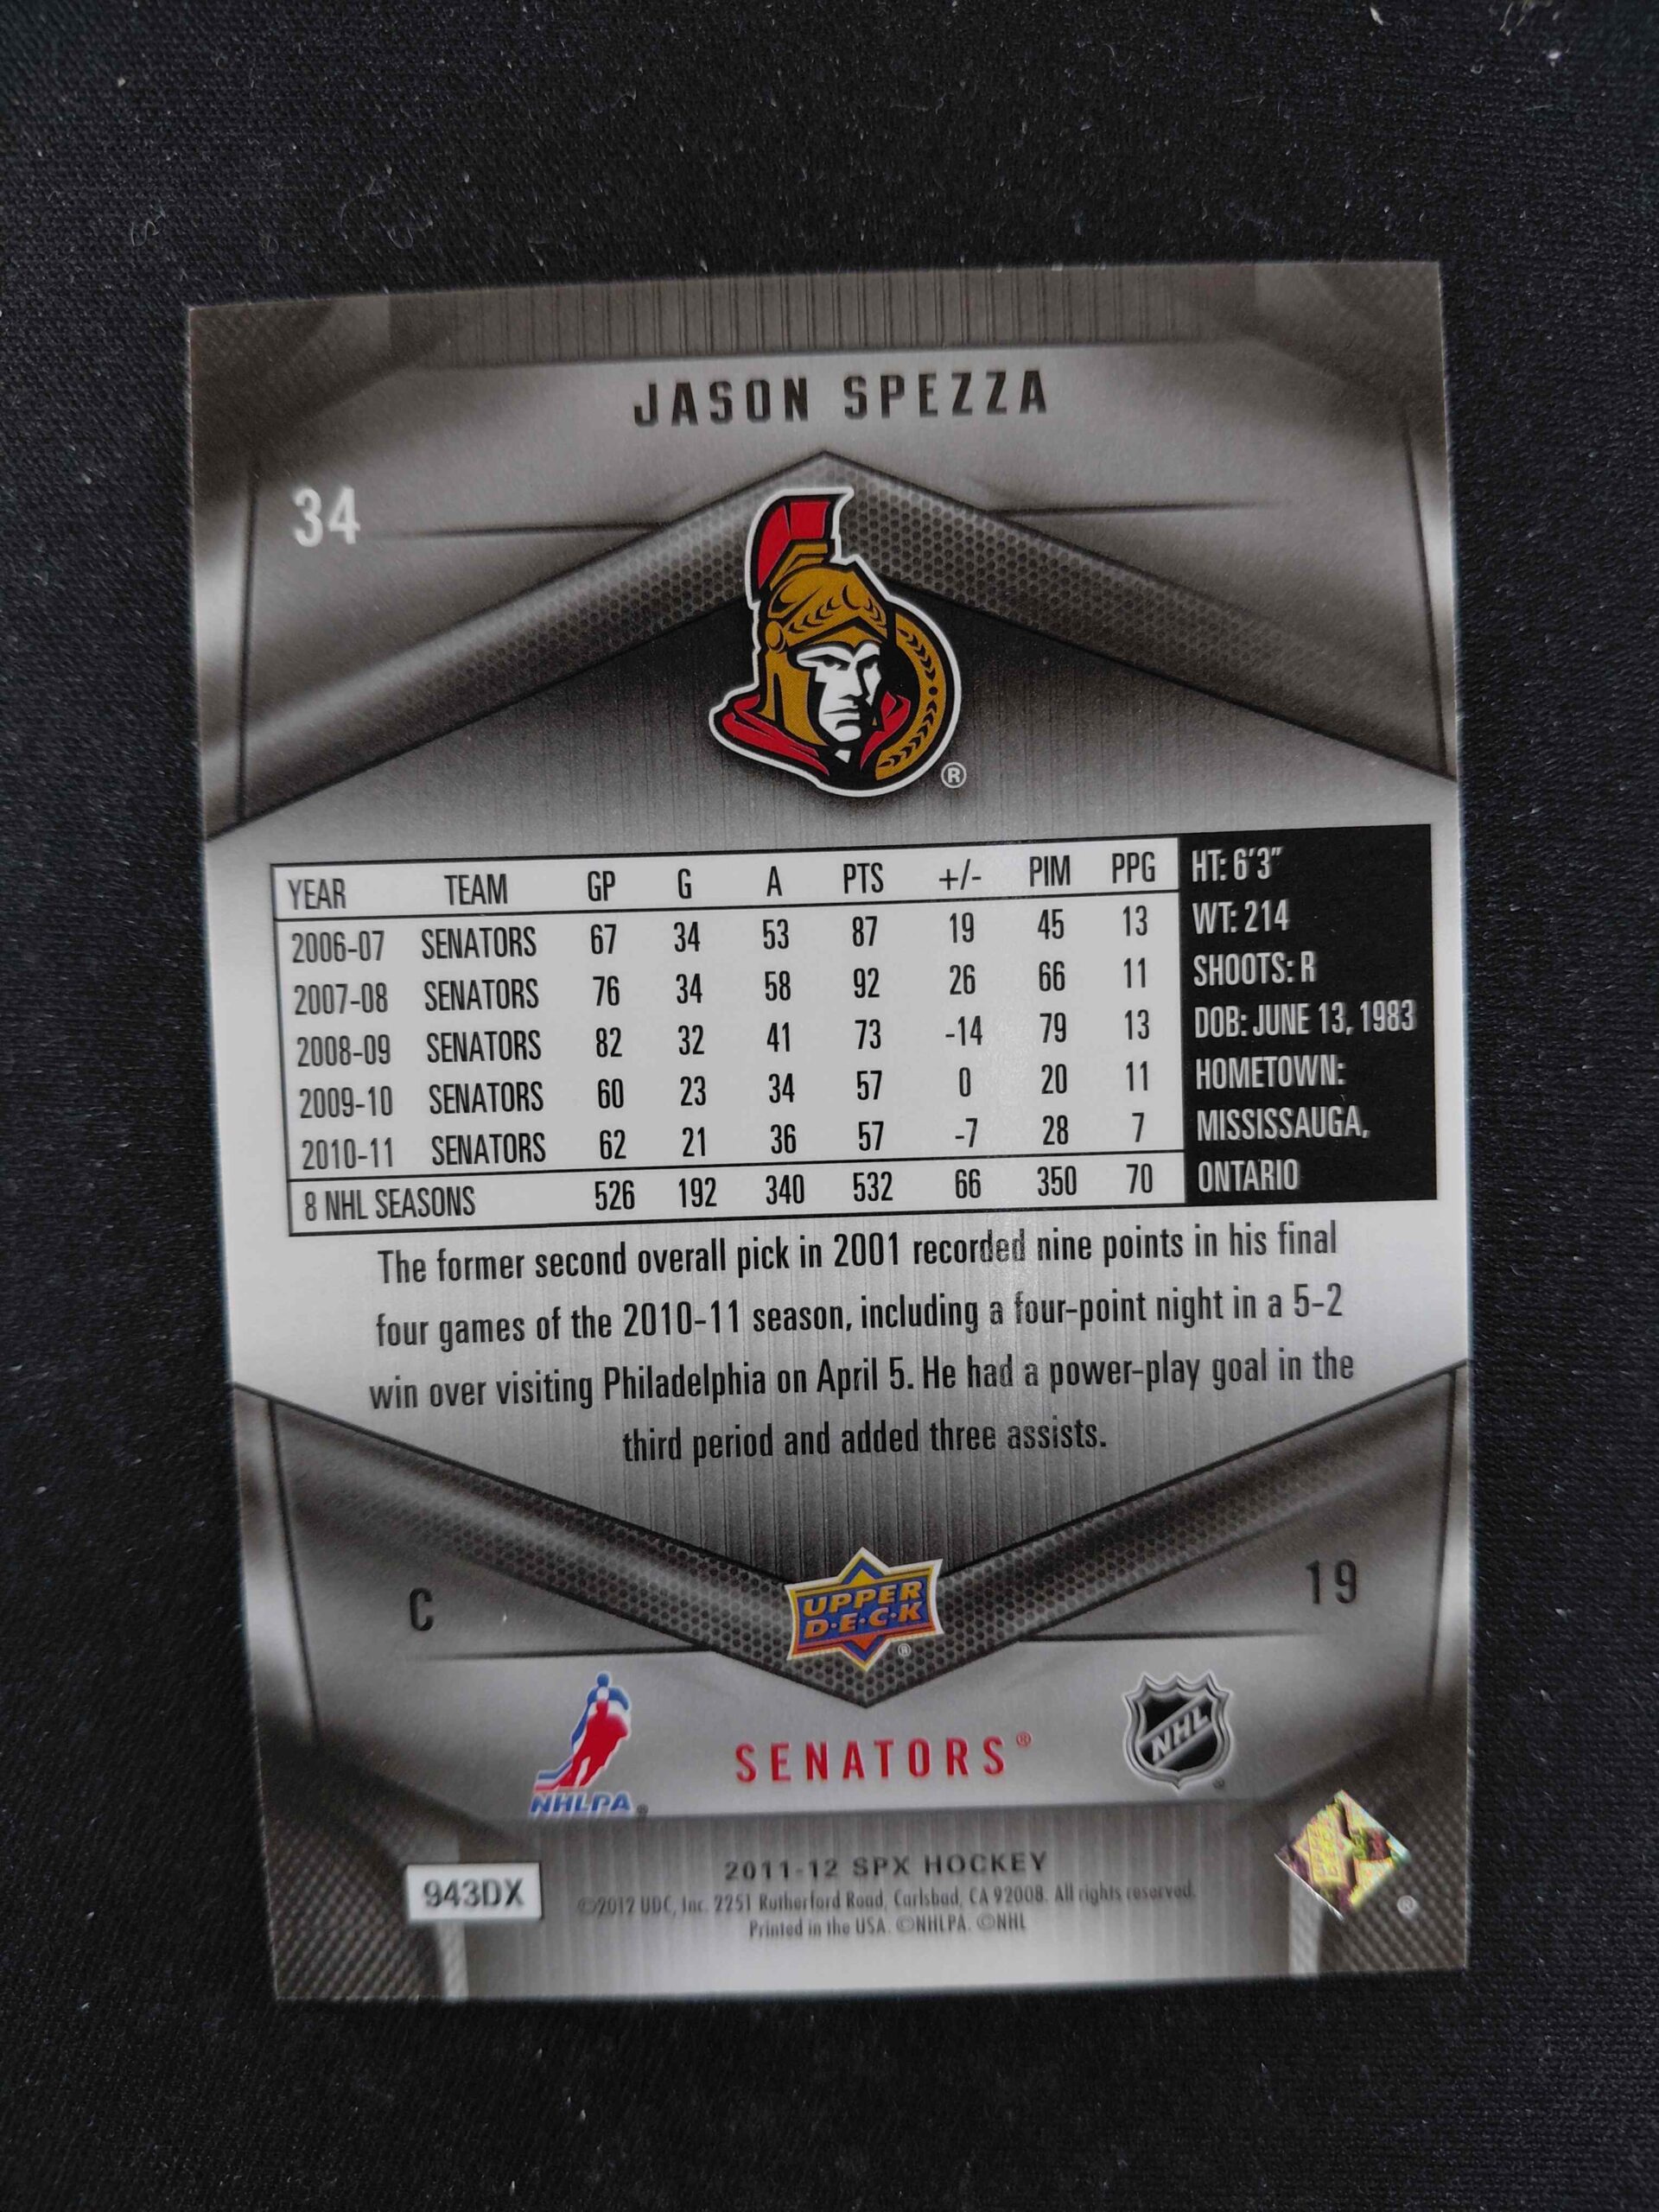 JASON SPEZZA
34
®
YEAR TEAM GP G A PTS +/- PIM PPG
2006-07 SENATORS 67 34 53 87 19 45 13
2007-08 SENATORS 76 34 58 92 26 66 11
2008-09 SENATORS 82 32 41 73 -14 79 13
2009-10 SENATORS 60 23 34 57 0 20 11
2010-11 SENATORS 62 21 36 57 -7 28 7
8 NHL SEASONS 526 192 340 532 66 350 70
HT: 6'3"
WT: 214
SHOOTS: R
DOB: JUNE 13, 1983
HOMETOWN:
MISSISSAUGA,
ONTARIO
The former second overall pick in 2001 recorded nine points in his final
four games of the 2010-11 season, including a four-point night in a 5-2
win over visiting Philadelphia on April 5. He had a power-play goal in the
third period and added three assists.
C
UPPER
D·E·C·K
®
19
NHLPA®
SENATORS®
NHL
®
943DX
2011-12 SPX HOCKEY
©2012 UDC, Inc. 2251 Rutherford Road, Carlsbad, CA 92008. All rights reserved.
Printed in the USA. ©NHLPA. ©NHL
®